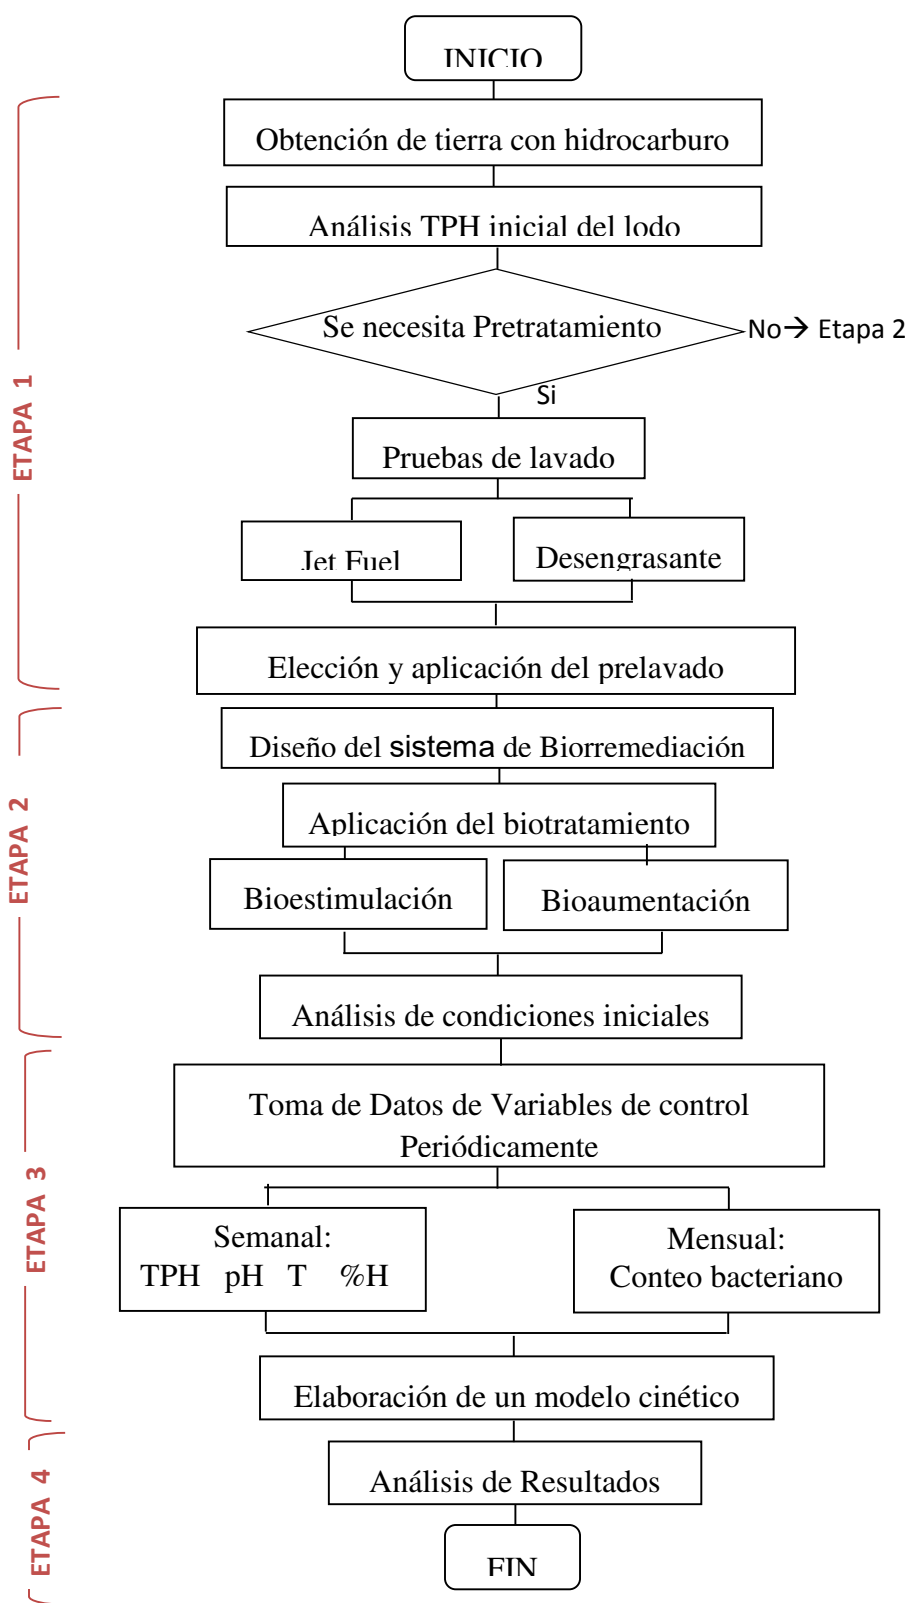 INICIO
ETAPA 1
Obtención de tierra con hidrocarburo
Análisis TPH inicial del lodo
Se necesita Pretratamiento
No→ Etapa 2
Si
Pruebas de lavado
Jet Fuel
Desengrasante
Elección y aplicación del prelavado
ETAPA 2
Diseño del sistema de Biorremediación
Aplicación del biotratamiento
Bioestimulación
Bioaumentación
Análisis de condiciones iniciales
ETAPA 3
Toma de Datos de Variables de control
Periódicamente
Semanal:
TPH pH T %H
Mensual:
Conteo bacteriano
Elaboración de un modelo cinético
ETAPA 4
Análisis de Resultados
FIN